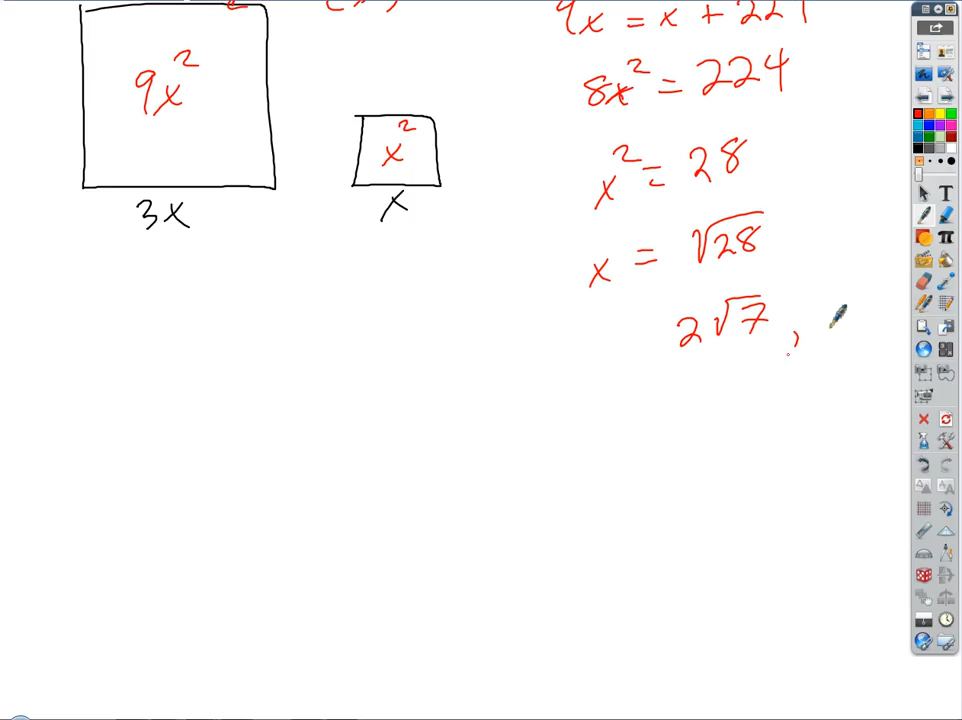 9x²
3x
x²
x
8x² = 224
x² = 28
x = √28
2√7 ,